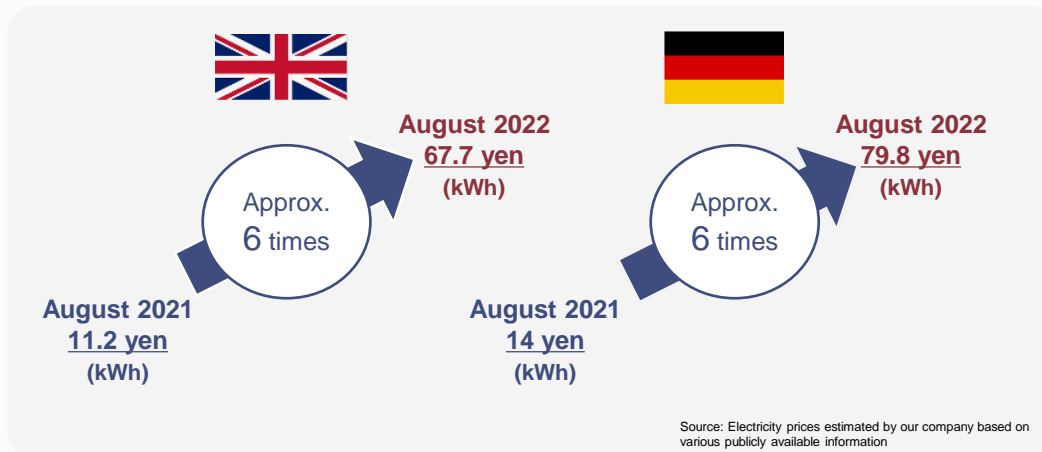 August 2022
67.7 yen
(kWh)
Approx.
6 times
August 2021
11.2 yen
(kWh)
August 2022
79.8 yen
(kWh)
Approx.
6 times
August 2021
14 yen
(kWh)
Source: Electricity prices estimated by our company based on
various publicly available information